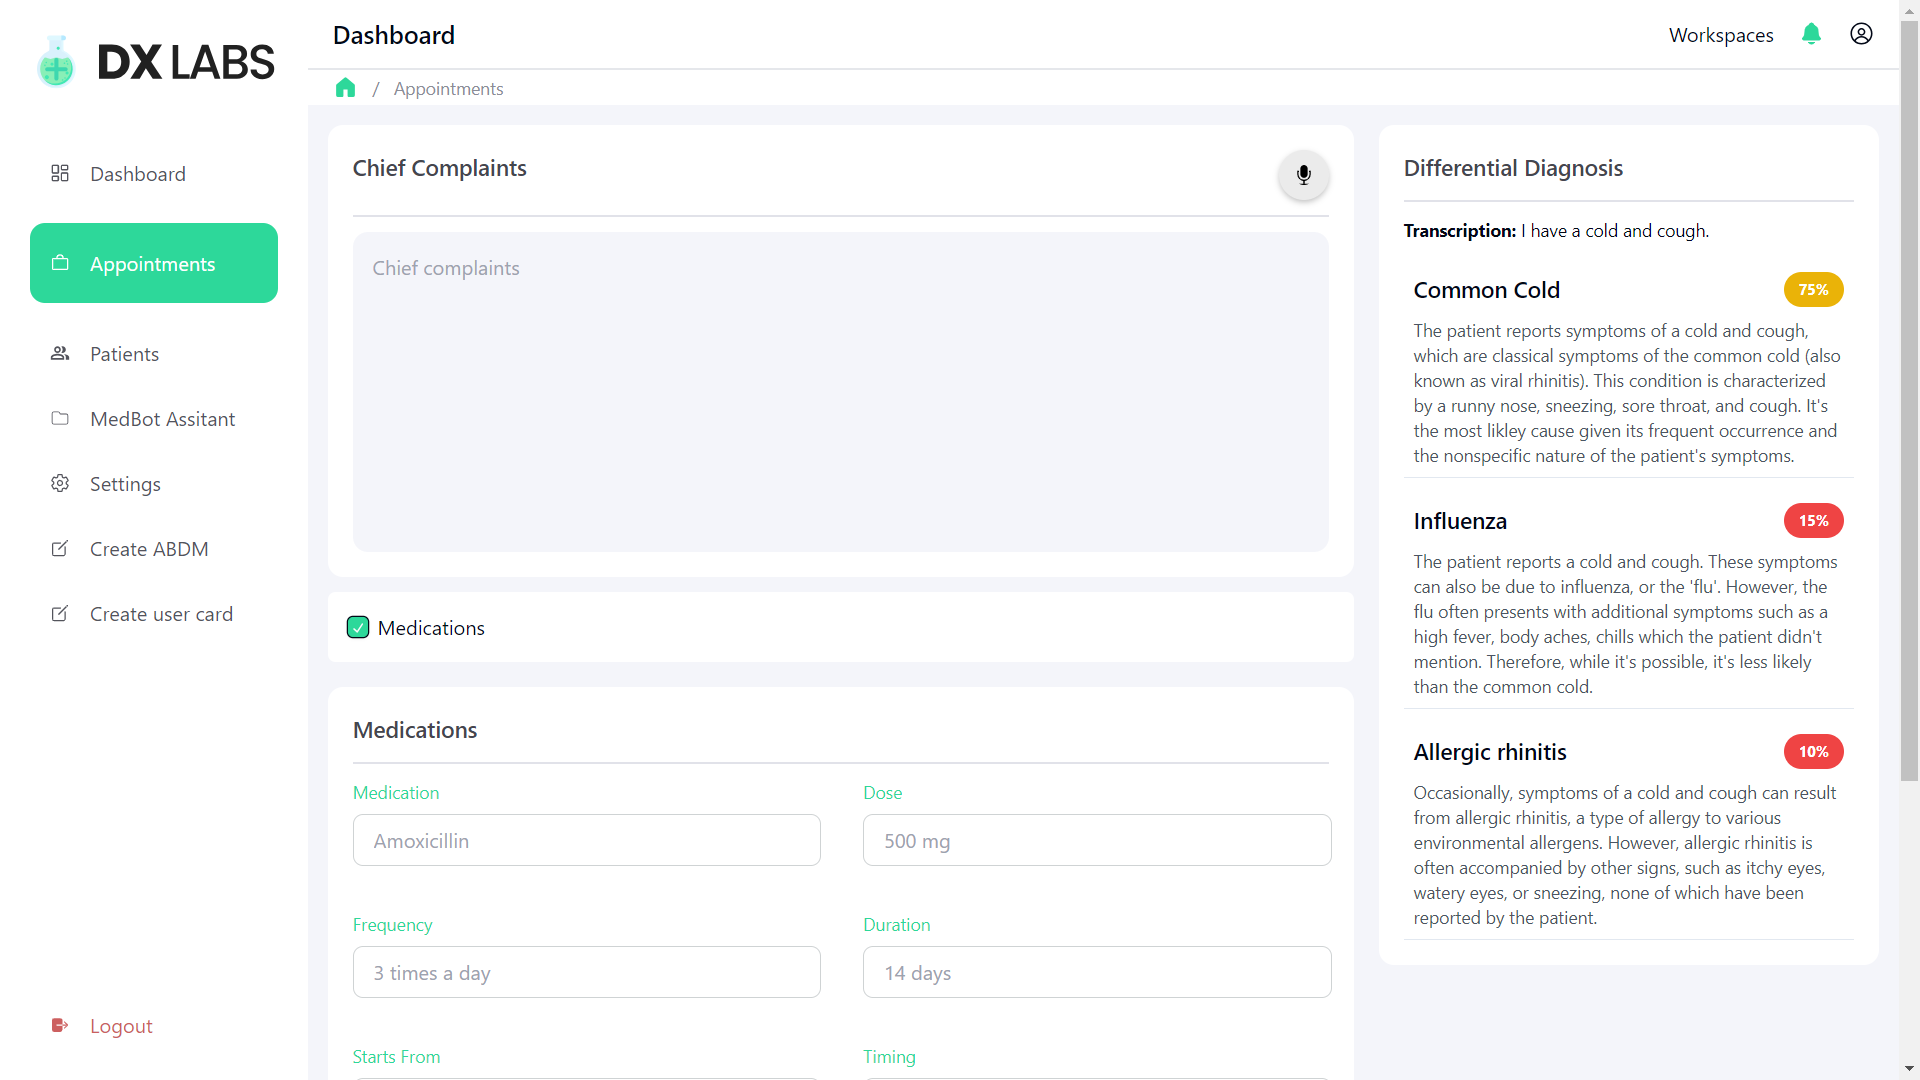 DX LABS
Dashboard
Appointments
Patients
MedBot Assitant
Settings
Create ABDM
Create user card
Logout
Dashboard
Workspaces
/ Appointments
Chief Complaints
Chief complaints
Medications
Medications
Medication
Dose
Amoxicillin
500 mg
Frequency
Duration
3 times a day
14 days
Starts From
Timing
Differential Diagnosis
Transcription: I have a cold and cough.
Common Cold
75%
The patient reports symptoms of a cold and cough,
which are classical symptoms of the common cold (also
known as viral rhinitis). This condition is characterized
by a runny nose, sneezing, sore throat, and cough. It's
the most likley cause given its frequent occurrence and
the nonspecific nature of the patient's symptoms.
Influenza
15%
The patient reports a cold and cough. These symptoms
can also be due to influenza, or the 'flu'. However, the
flu often presents with additional symptoms such as a
high fever, body aches, chills which the patient didn't
mention. Therefore, while it's possible, it's less likely
than the common cold.
Allergic rhinitis
10%
Occasionally, symptoms of a cold and cough can result
from allergic rhinitis, a type of allergy to various
environmental allergens. However, allergic rhinitis is
often accompanied by other signs, such as itchy eyes,
watery eyes, or sneezing, none of which have been
reported by the patient.